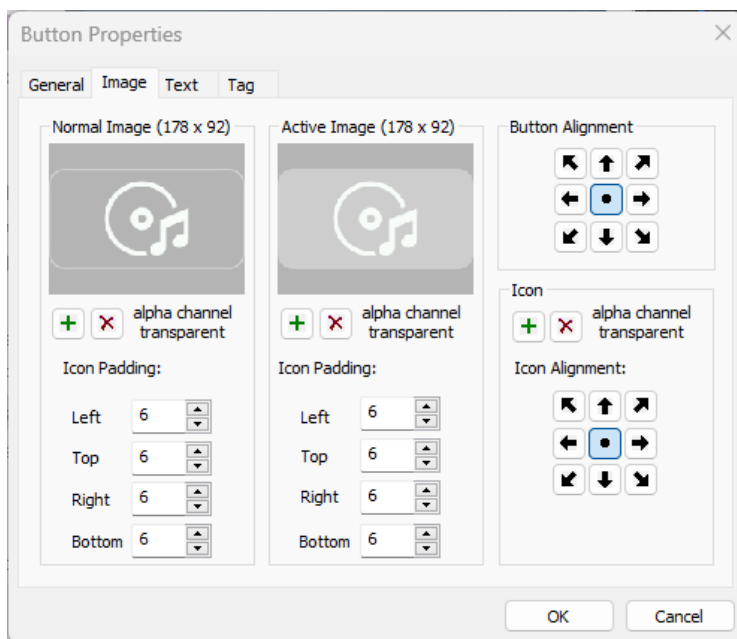 Button Properties
General Image Text Tag
Normal Image (178 x 92)
alpha channel
transparent
Icon Padding:
Left 6
Top 6
Right 6
Bottom 6
Active Image (178 x 92)
alpha channel
transparent
Icon Padding:
Left 6
Top 6
Right 6
Bottom 6
Button Alignment
Icon
alpha channel
transparent
Icon Alignment:
OK Cancel